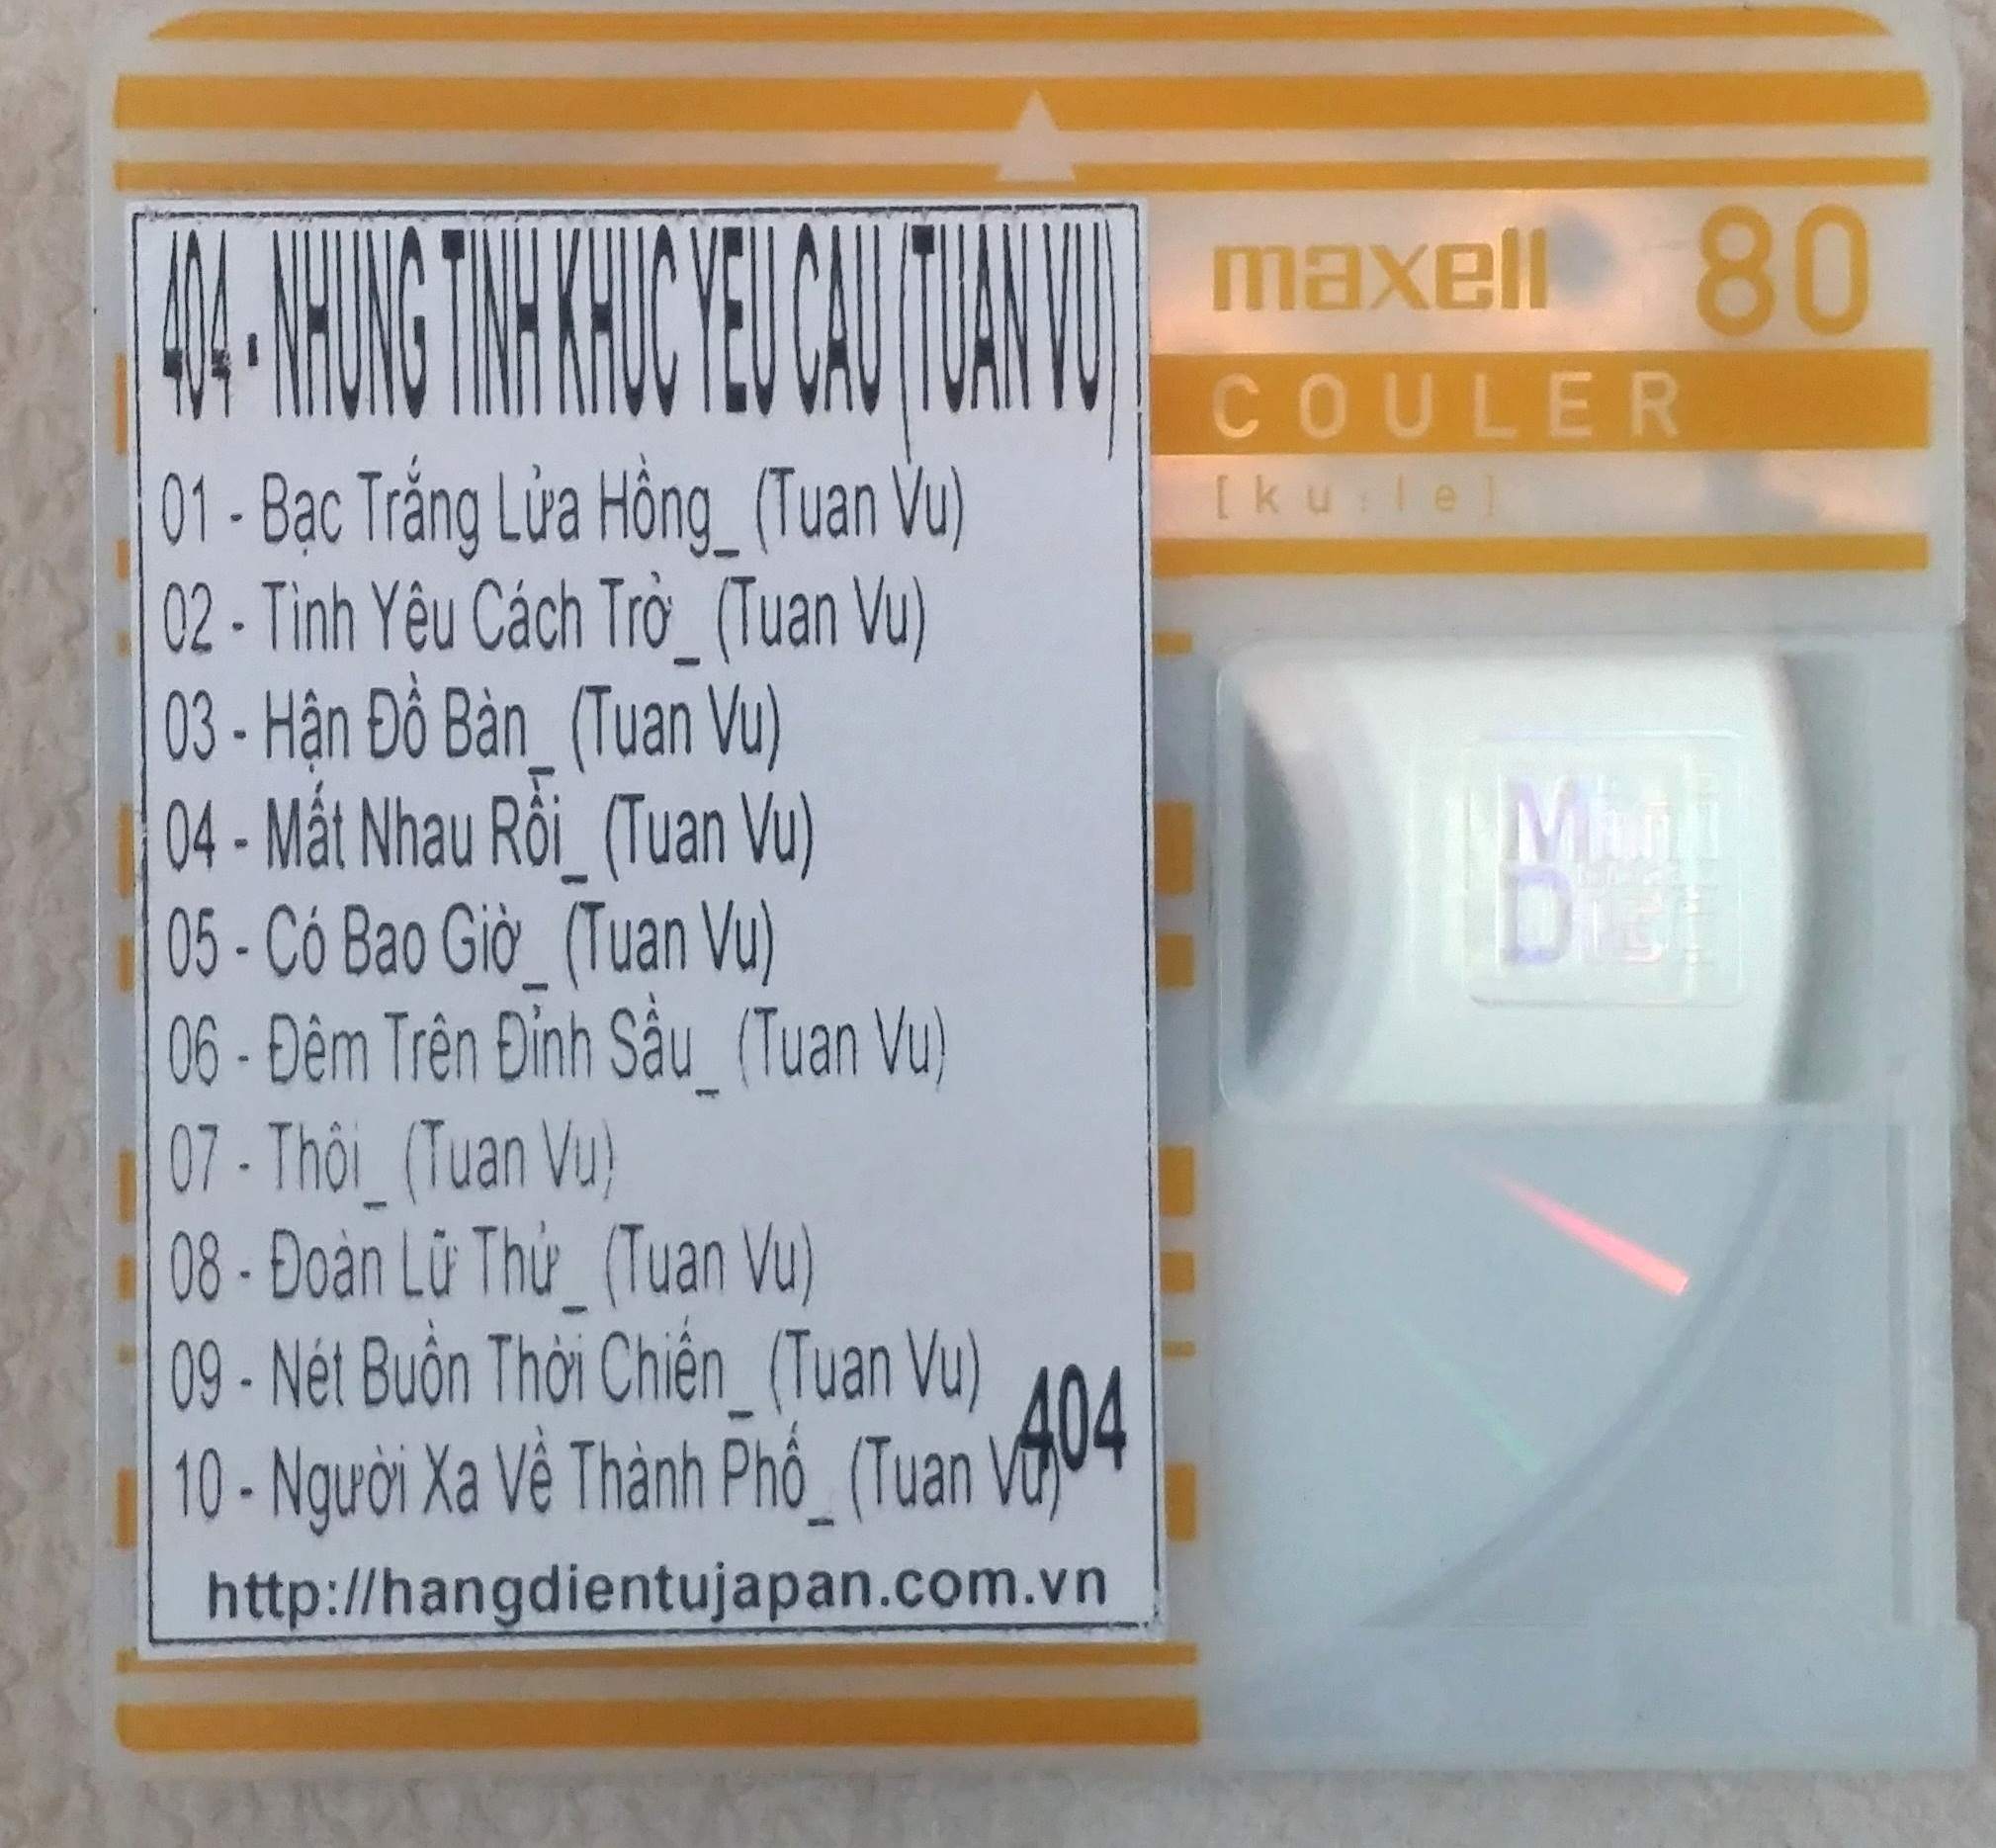 404 - NHUNG TINH KHUC YEU CAU (TUAN VU)
01 - Bạc Trắng Lửa Hồng_ (Tuan Vu)
02 - Tình Yêu Cách Trở_ (Tuan Vu)
03 - Hận Đồ Bàn_ (Tuan Vu)
04 - Mất Nhau Rồi_ (Tuan Vu)
05 - Có Bao Giờ_ (Tuan Vu)
06 - Đêm Trên Đỉnh Sầu_ (Tuan Vu)
07 - Thôi_ (Tuan Vu)
08 - Đoàn Lữ Thứ_ (Tuan Vu)
09 - Nét Buồn Thời Chiến_ (Tuan Vu)
10 - Người Xa Về Thành Phố_ (Tuan Vu)
404
http://hangdientujapan.com.vn
maxell 80
COULER
[ku:le]
Mini
Disc